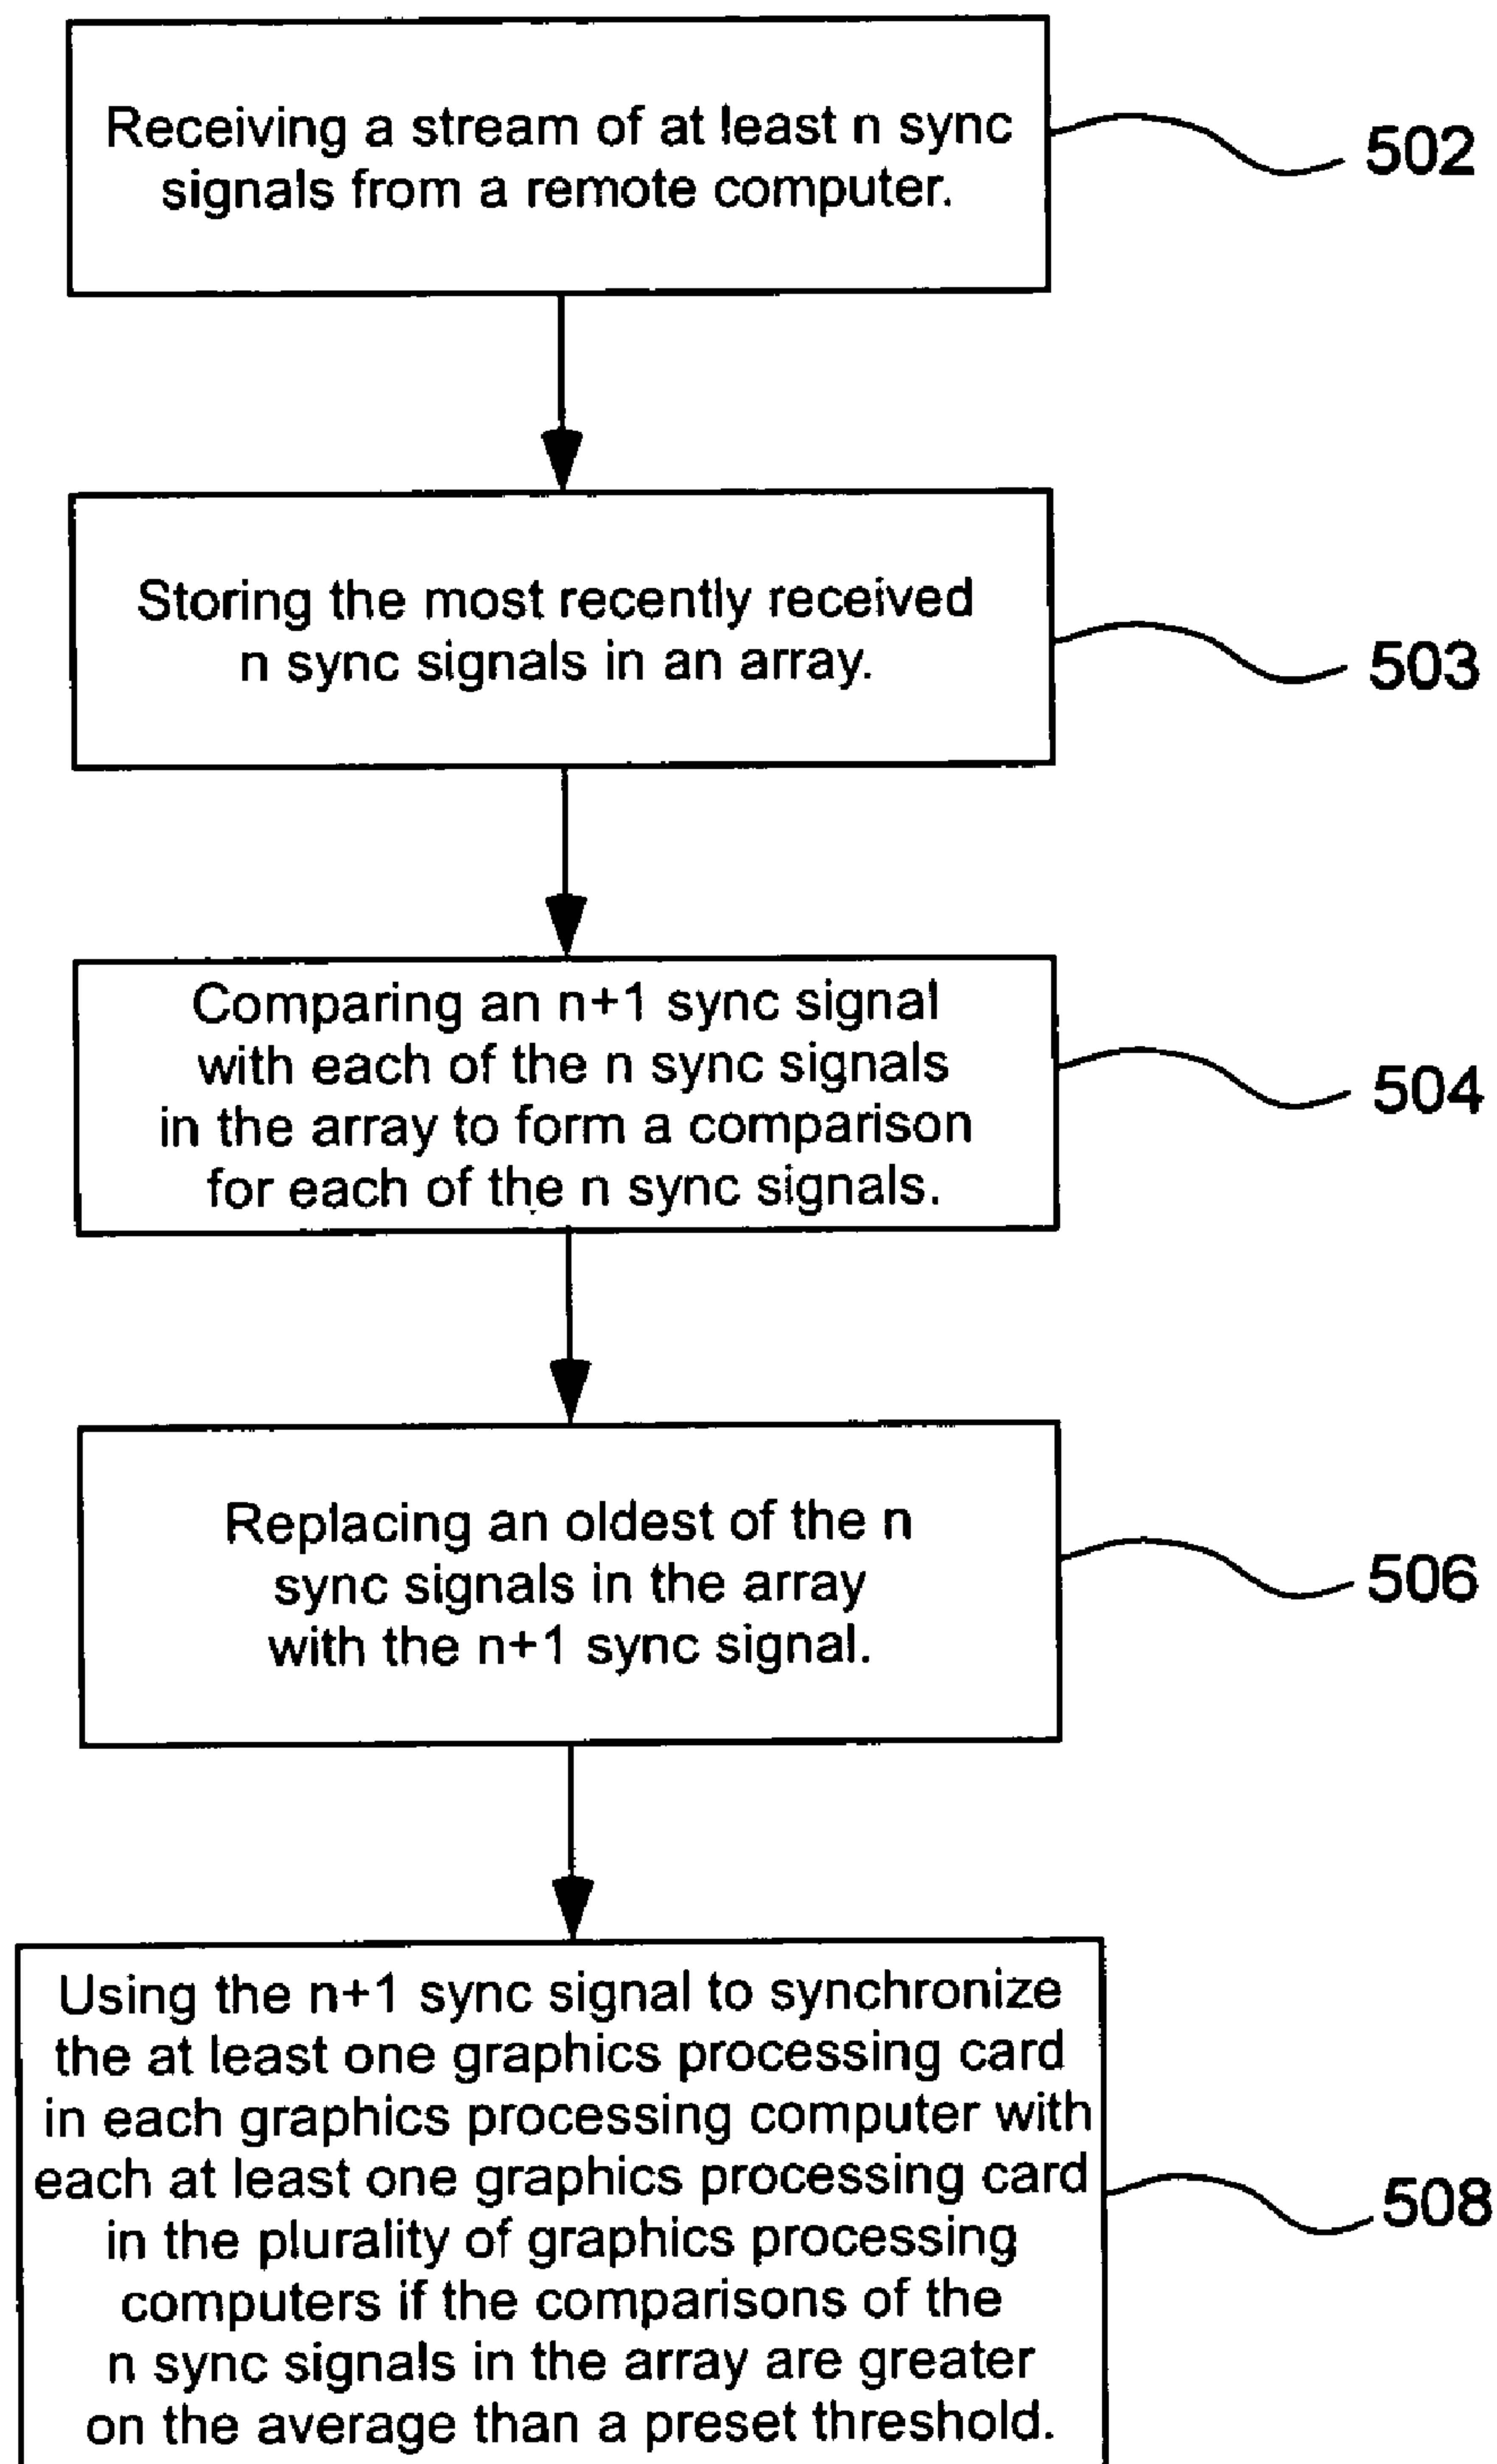 Receiving a stream of at least n sync
signals from a remote computer.
502
Storing the most recently received
n sync signals in an array.
503
Comparing an n+1 sync signal
with each of the n sync signals
in the array to form a comparison
for each of the n sync signals.
504
Replacing an oldest of the n
sync signals in the array
with the n+1 sync signal.
506
Using the n+1 sync signal to synchronize
the at least one graphics processing card
in each graphics processing computer with
each at least one graphics processing card
in the plurality of graphics processing
computers if the comparisons of the
n sync signals in the array are greater
on the average than a preset threshold.
508